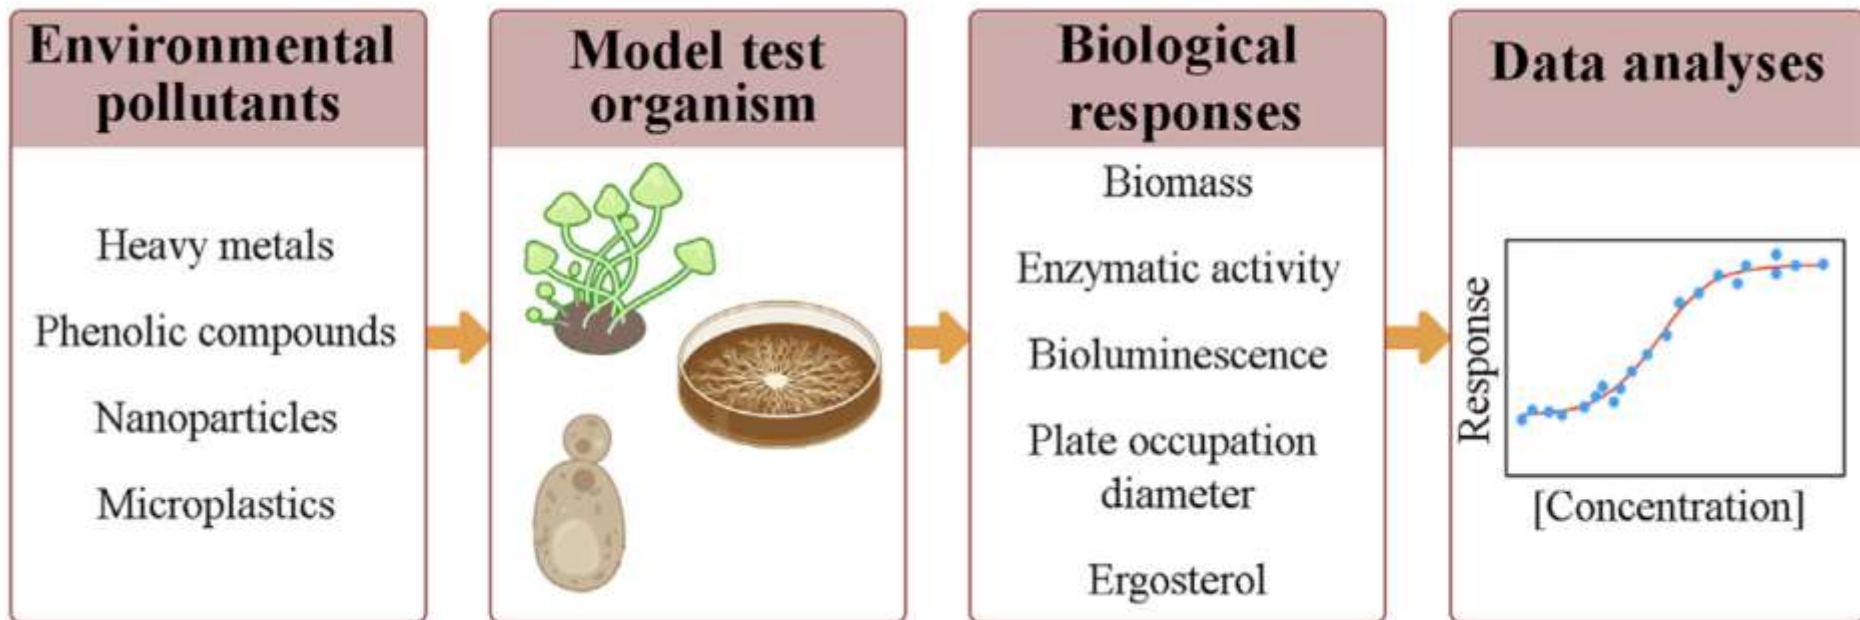 Environmental
pollutants
Heavy metals
Phenolic compounds
Nanoparticles
Microplastics
Model test
organism
Biological
responses
Biomass
Enzymatic activity
Bioluminescence
Plate occupation
diameter
Ergosterol
Data analyses
Response
[Concentration]